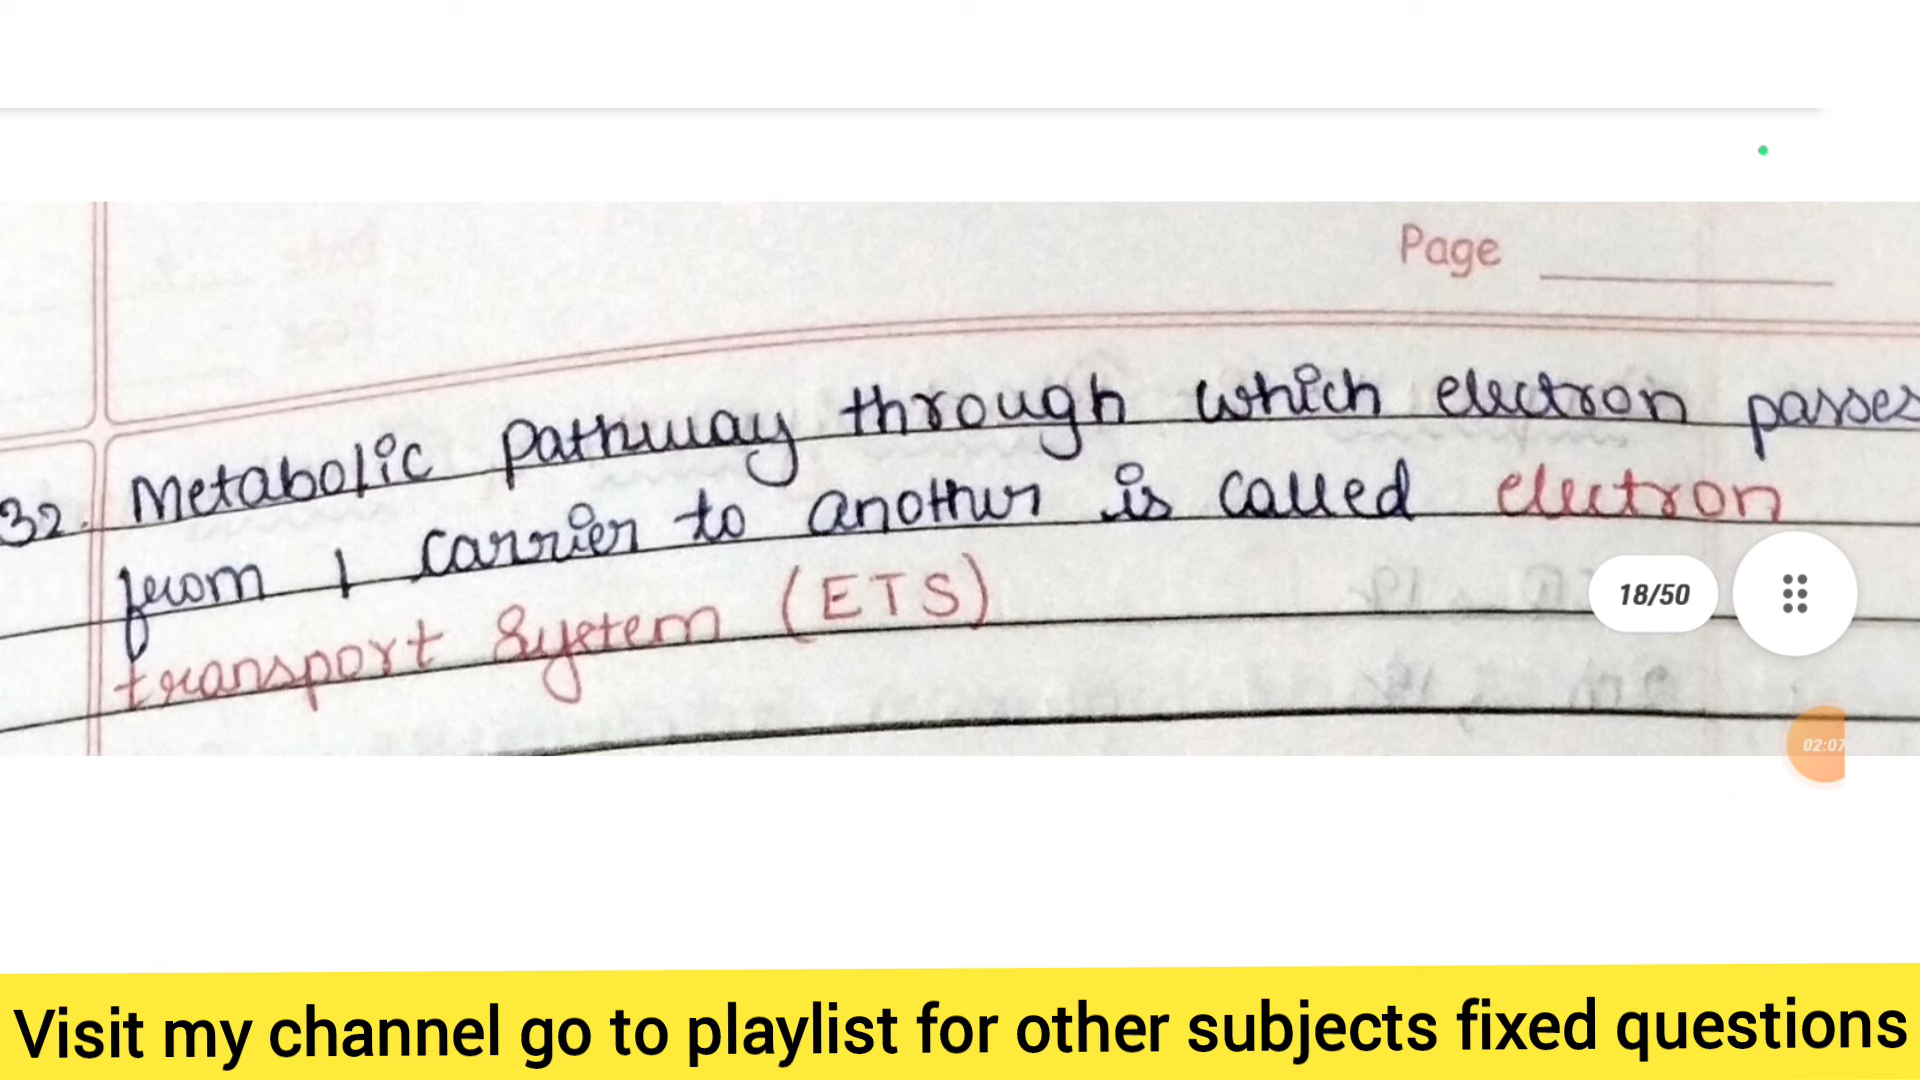 Page
32. Metabolic Pathway through which electron passes
from 1 carrier to another is called electron
transport System (ETS)
18/50
02:07
Visit my channel go to playlist for other subjects fixed questions